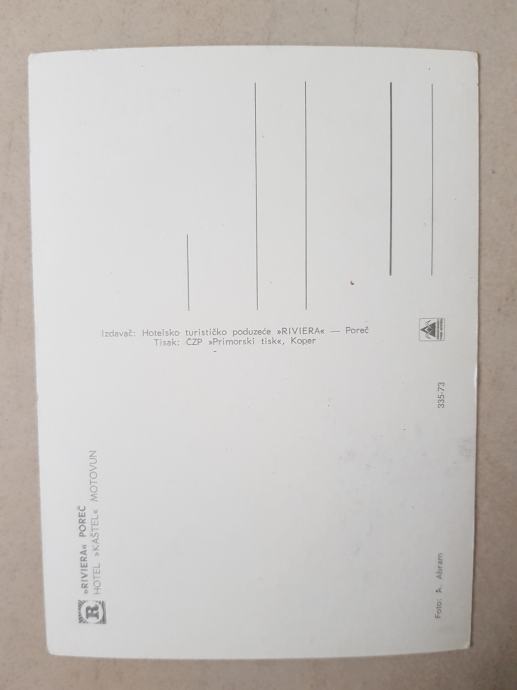 »RIVIERA« POREČ
HOTEL »KAŠTEL« MOTOVUN
Izdavač: Hotelsko turističko poduzeće »RIVIERA« — Poreč
Tisak: ČZP »Primorski tisk«, Koper
335-73
Foto: A. Abram
R